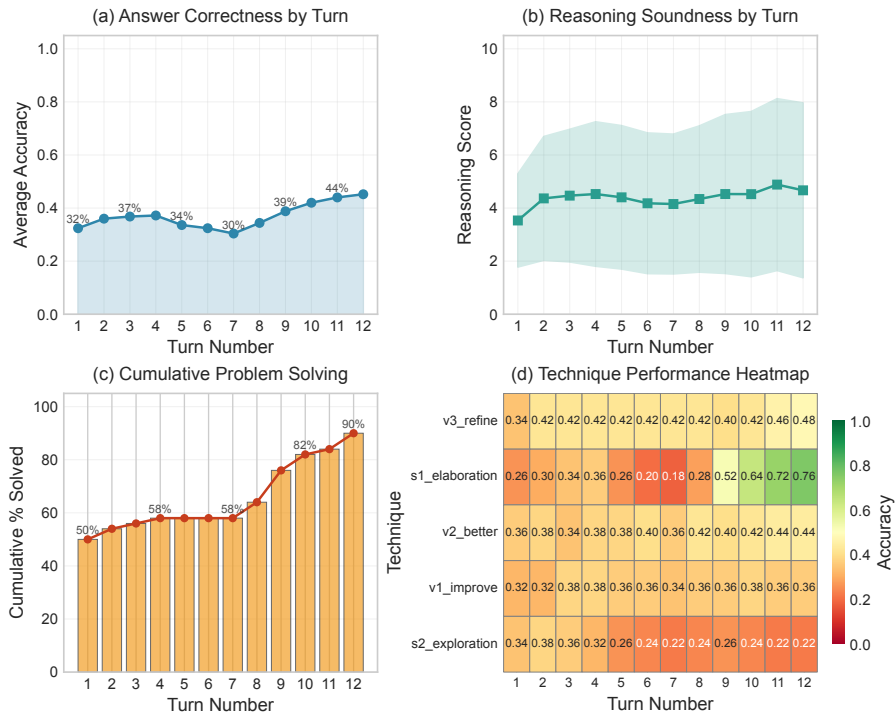 (a) Answer Correctness by Turn
1.0
0.8
0.6
0.4
0.2
0.0
Average Accuracy
32%
37%
34%
30%
39%
44%
1 2 3 4 5 6 7 8 9 10 11 12
Turn Number
(b) Reasoning Soundness by Turn
10
8
6
4
2
0
Reasoning Score
1 2 3 4 5 6 7 8 9 10 11 12
Turn Number
(c) Cumulative Problem Solving
100
80
60
40
20
0
Cumulative % Solved
50%
58%
58%
82%
90%
1 2 3 4 5 6 7 8 9 10 11 12
Turn Number
(d) Technique Performance Heatmap
Technique
v3_refine 0.34 0.42 0.42 0.42 0.42 0.42 0.42 0.42 0.40 0.42 0.46 0.48
s1_elaboration 0.26 0.30 0.34 0.36 0.26 0.20 0.18 0.28 0.52 0.64 0.72 0.76
v2_better 0.36 0.38 0.34 0.38 0.38 0.40 0.36 0.42 0.40 0.42 0.44 0.44
v1_improve 0.32 0.32 0.38 0.38 0.36 0.36 0.34 0.36 0.36 0.38 0.36 0.36
s2_exploration 0.34 0.38 0.36 0.32 0.26 0.24 0.22 0.24 0.26 0.24 0.22 0.22
1 2 3 4 5 6 7 8 9 10 11 12
Turn Number
1.0
0.8
0.6
0.4
0.2
0.0
Accuracy